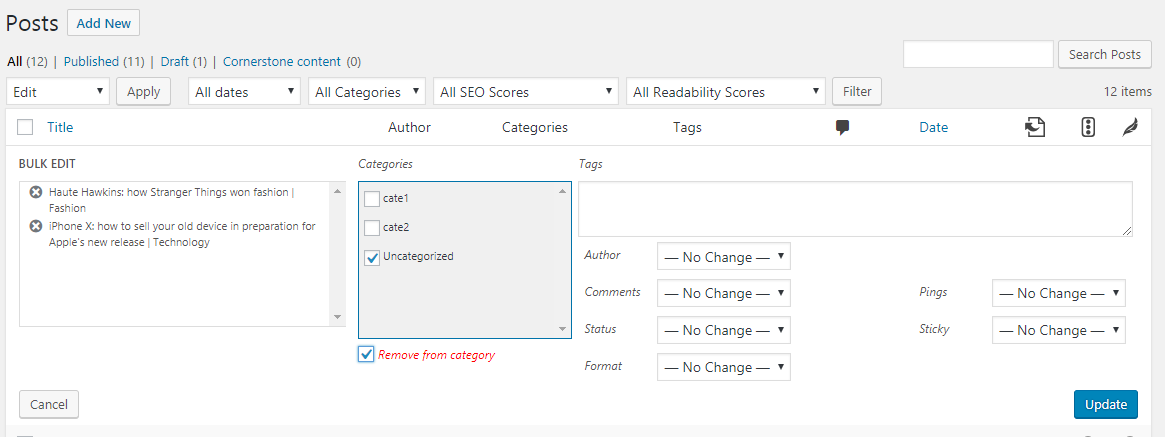 Posts Add New
All (12) | Published (11) | Draft (1) | Cornerstone content (0)
Search Posts
Edit Apply All dates All Categories All SEO Scores All Readability Scores Filter 12 items
Title Author Categories Tags Date
BULK EDIT Categories Tags
Haute Hawkins: how Stranger Things won fashion |
Fashion
iPhone X: how to sell your old device in preparation for
Apple's new release | Technology
cate1
cate2
Uncategorized
Remove from category
Author — No Change —
Comments — No Change — Pings — No Change —
Status — No Change — Sticky — No Change —
Format — No Change —
Cancel Update